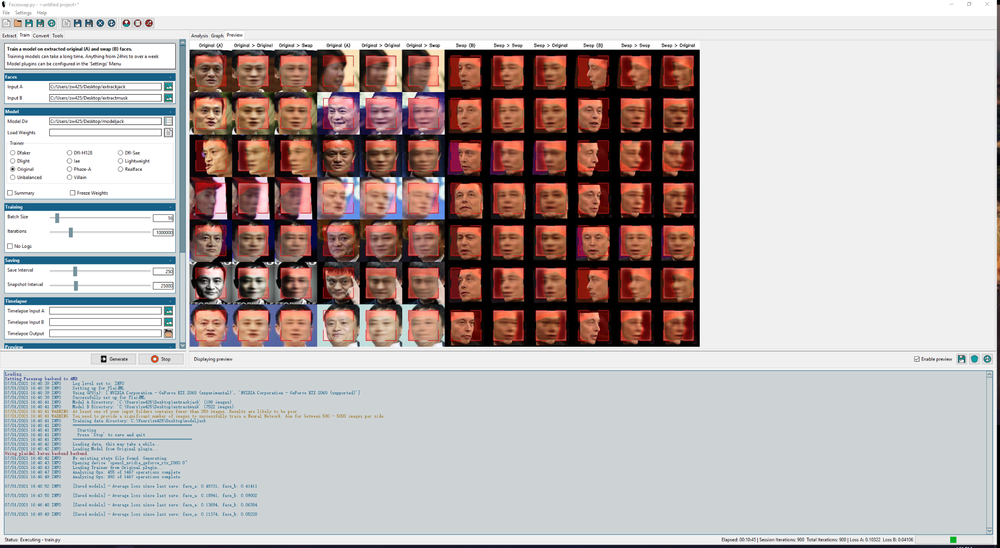 Faceswap.py - <untitled project>*
File Settings Help
Extract Train Convert Tools
Train a model on extracted original (A) and swap (B) faces.
Training models can take a long time. Anything from 24hrs to over a week
Model plugins can be configured in the 'Settings' Menu
Faces -
Input A C:/Users/zw425/Desktop/extrackjack
Input B C:/Users/zw425/Desktop/extractmusk
Model -
Model Dir C:/Users/zw425/Desktop/modeljack
Load Weights
Trainer
Dfaker Dfl-H128 Dfl-Sae
Dlight Iae Lightweight
Original Phaze-A Realface
Unbalanced Villain
Summary Freeze Weights
Training -
Batch Size 16
Iterations 1000000
No Logs
Saving -
Save Interval 250
Snapshot Interval 25000
Timelapse -
Timelapse Input A
Timelapse Input B
Timelapse Output
Preview -
Generate Stop
Analysis Graph Preview
Original (A) Original > Original Original > Swap Original (A) Original > Original Original > Swap Swap (B) Swap > Swap Swap > Original Swap (B) Swap > Swap Swap > Original
Displaying preview
Enable preview
Loading...
Setting Faceswap backend to AMD
07/01/2021 16:40:39 INFO Log level set to: INFO
07/01/2021 16:40:39 INFO Setting up for PlaidML
07/01/2021 16:40:39 INFO Using GPU(s): ['NVIDIA Corporation - GeForce RTX 2060 (experimental)', 'NVIDIA Corporation - GeForce RTX 2060 (supported)']
07/01/2021 16:40:39 INFO Successfully set up for PlaidML
07/01/2021 16:40:41 INFO Model A Directory: 'C:\Users\zw425\Desktop\extrackjack' (198 images)
07/01/2021 16:40:41 INFO Model B Directory: 'C:\Users\zw425\Desktop\extractmusk' (7522 images)
07/01/2021 16:40:41 WARNING At least one of your input folders contains fewer than 250 images. Results are likely to be poor.
07/01/2021 16:40:41 WARNING You need to provide a significant number of images to successfully train a Neural Network. Aim for between 500 - 5000 images per side.
07/01/2021 16:40:41 INFO Training data directory: C:\Users\zw425\Desktop\modeljack
07/01/2021 16:40:41 INFO ===================================================
07/01/2021 16:40:41 INFO Starting
07/01/2021 16:40:41 INFO Press 'Stop' to save and quit
07/01/2021 16:40:41 INFO ===================================================
07/01/2021 16:40:42 INFO Loading data, this may take a while...
07/01/2021 16:40:42 INFO Loading Model from Original plugin...
Using plaidml.keras.backend backend.
07/01/2021 16:40:42 INFO No existing state file found. Generating.
07/01/2021 16:40:43 INFO Opening device "opencl_nvidia_geforce_rtx_2060.0"
07/01/2021 16:40:43 INFO Loading Trainer from Original plugin...
07/01/2021 16:40:47 INFO Analyzing Ops: 455 of 1467 operations complete
07/01/2021 16:40:49 INFO Analyzing Ops: 892 of 1467 operations complete
07/01/2021 16:40:52 INFO [Saved models] - Average loss since last save: face_a: 0.48731, face_b: 0.41411
07/01/2021 16:43:50 INFO [Saved models] - Average loss since last save: face_a: 0.18941, face_b: 0.09002
07/01/2021 16:46:48 INFO [Saved models] - Average loss since last save: face_a: 0.13694, face_b: 0.06384
07/01/2021 16:49:49 INFO [Saved models] - Average loss since last save: face_a: 0.11374, face_b: 0.05228
Status: Executing - train.py
Elapsed: 00:10:45 | Session Iterations: 900 Total Iterations: 900 | Loss A: 0.10322 Loss B: 0.04106